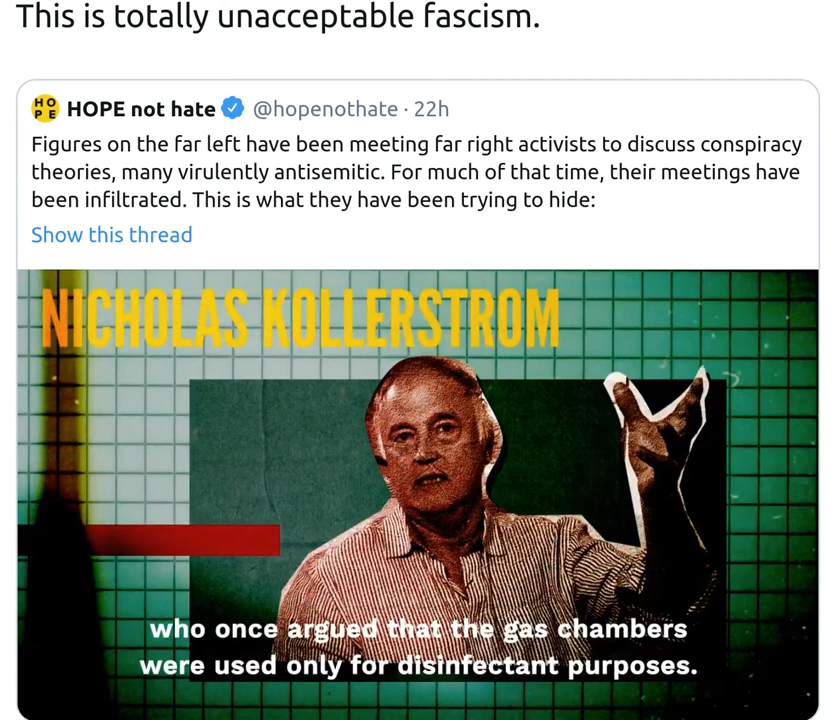 This is totally unacceptable fascism.
HO
PE
HOPE not hate @hopenothate · 22h
Figures on the far left have been meeting far right activists to discuss conspiracy
theories, many virulently antisemitic. For much of that time, their meetings have
been infiltrated. This is what they have been trying to hide:
Show this thread
NICHOLAS KOLLERSTROM
who once argued that the gas chambers
were used only for disinfectant purposes.